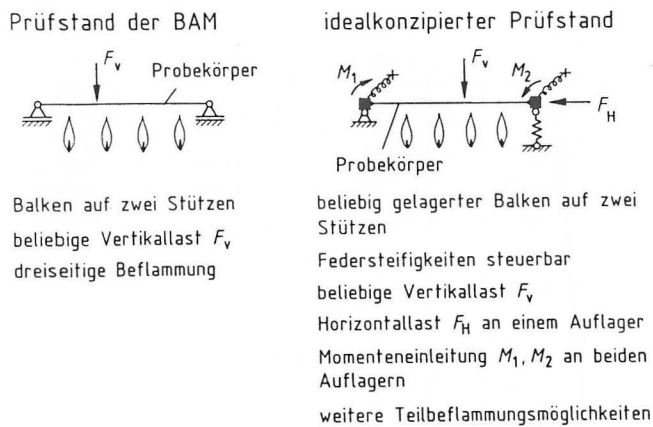 Prüfstand der BAM
F_v
Probekörper
Balken auf zwei Stützen
beliebige Vertikallast F_v
dreiseitige Beflammung
idealkonzipierter Prüfstand
M_1
F_v
M_2
F_H
Probekörper
beliebig gelagerter Balken auf zwei
Stützen
Federsteifigkeiten steuerbar
beliebige Vertikallast F_v
Horizontallast F_H an einem Auflager
Momenteneinleitung M_1, M_2 an beiden
Auflagern
weitere Teilbeflammungsmöglichkeiten